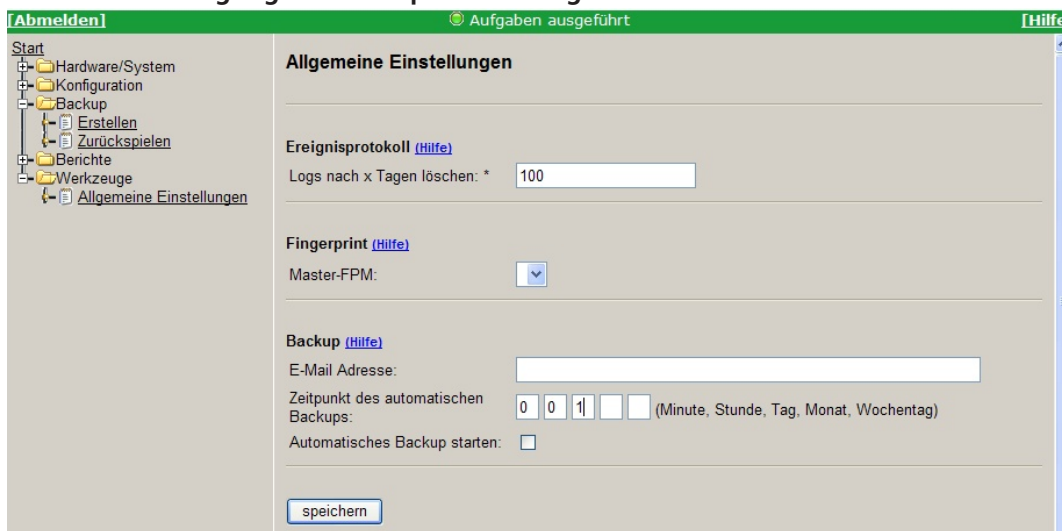 [Abmelden]
Aufgaben ausgeführt
[Hilfe
Start
Hardware/System
Konfiguration
Backup
Erstellen
Zurückspielen
Berichte
Werkzeuge
Allgemeine Einstellungen
Allgemeine Einstellungen
Ereignisprotokoll (Hilfe)
Logs nach x Tagen löschen: * 100
Fingerprint (Hilfe)
Master-FPM:
Backup (Hilfe)
E-Mail Adresse:
Zeitpunkt des automatischen
Backups:
0 0 1 (Minute, Stunde, Tag, Monat, Wochentag)
Automatisches Backup starten:
speichern